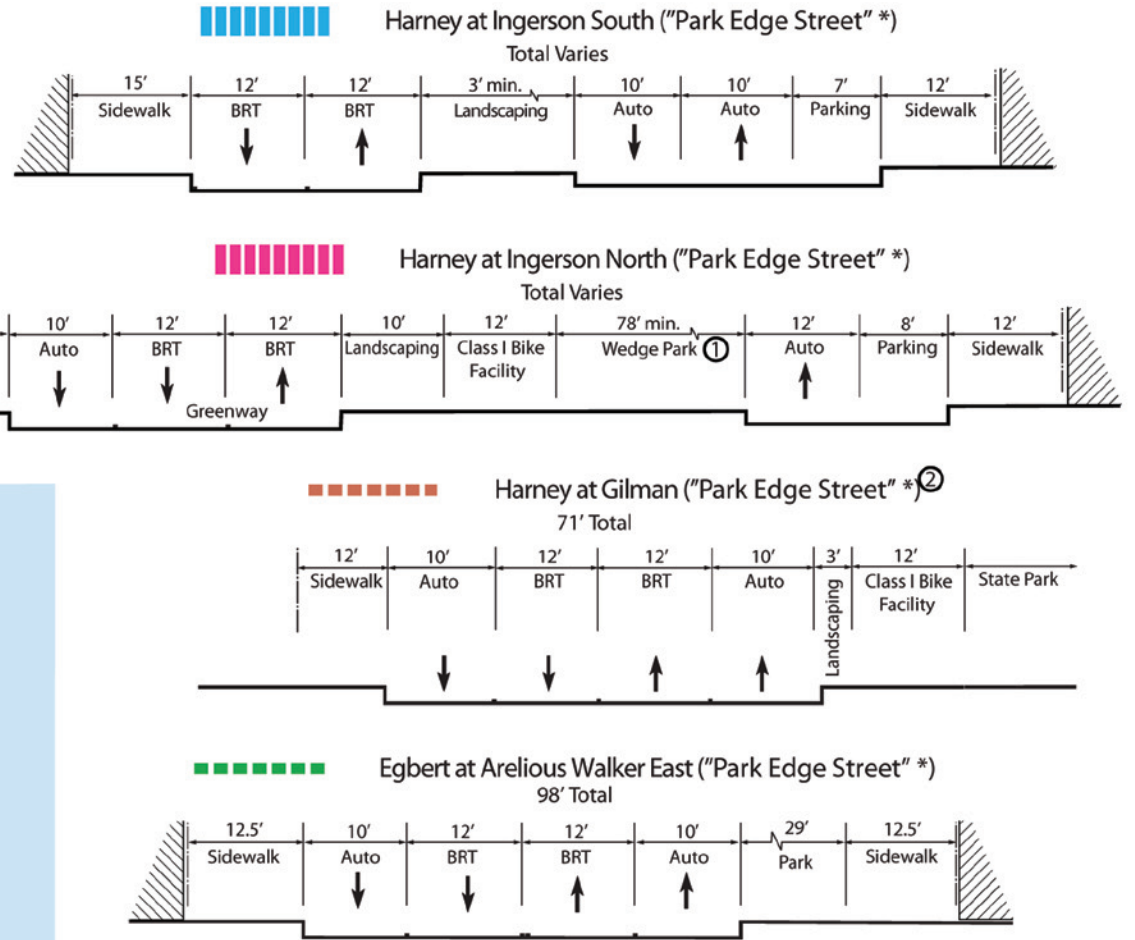 Harney at Ingerson South ("Park Edge Street" *)
Total Varies
15' 12' 12' 3' min. 10' 10' 7' 12'
Sidewalk BRT BRT Landscaping Auto Auto Parking Sidewalk
Harney at Ingerson North ("Park Edge Street" *)
Total Varies
10' 12' 12' 10' 12' 78' min. 12' 8' 12'
Auto BRT BRT Landscaping Class I Bike Wedge Park ① Auto Parking Sidewalk
Facility
Greenway
Harney at Gilman ("Park Edge Street" *)②
71' Total
12' 10' 12' 12' 10' 3' 12'
Sidewalk Auto BRT BRT Auto Landscaping Class I Bike State Park
Facility
Egbert at Arelious Walker East ("Park Edge Street" *)
98' Total
12.5' 10' 12' 12' 10' 29' 12.5'
Sidewalk Auto BRT BRT Auto Park Sidewalk